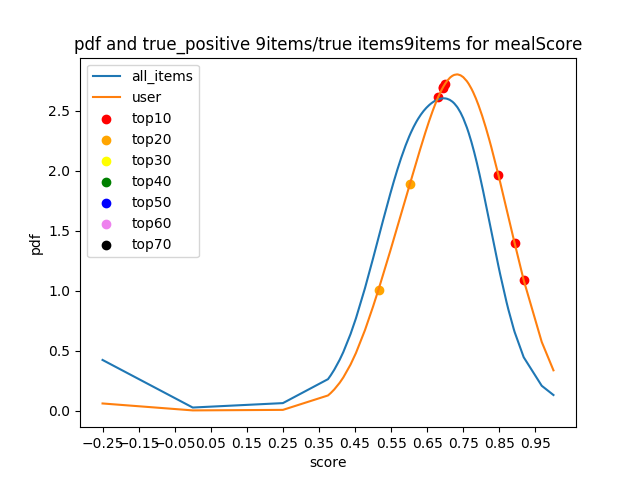 pdf and true_positive 9items/true items9items for mealScore
all_items
user
top10
top20
top30
top40
top50
top60
top70
pdf
2.5
2.0
1.5
1.0
0.5
0.0
−0.25 −0.15 −0.05 0.05 0.15 0.25 0.35 0.45 0.55 0.65 0.75 0.85 0.95
score